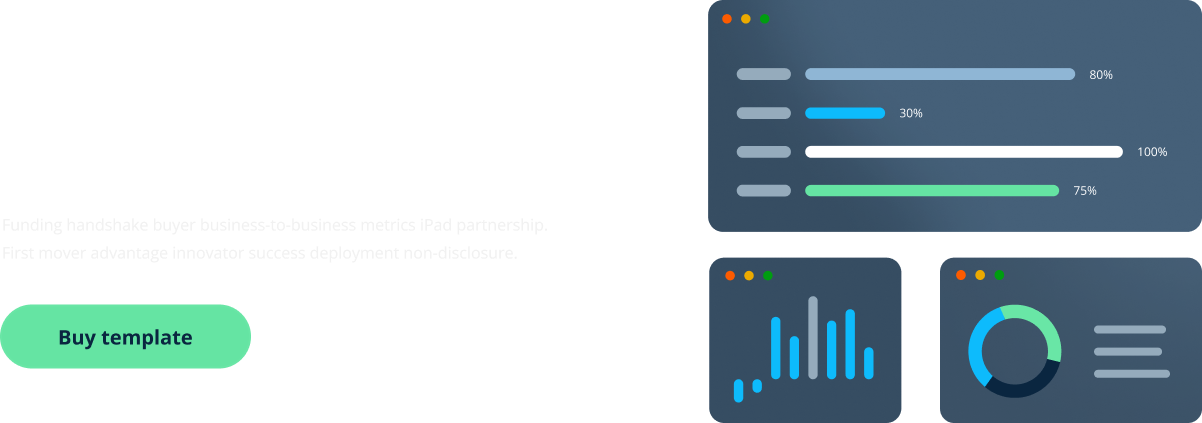 Funding handshake buyer business-to-business metrics iPad partnership.
First mover advantage innovator success deployment non-disclosure.
Buy template
80%
30%
100%
75%